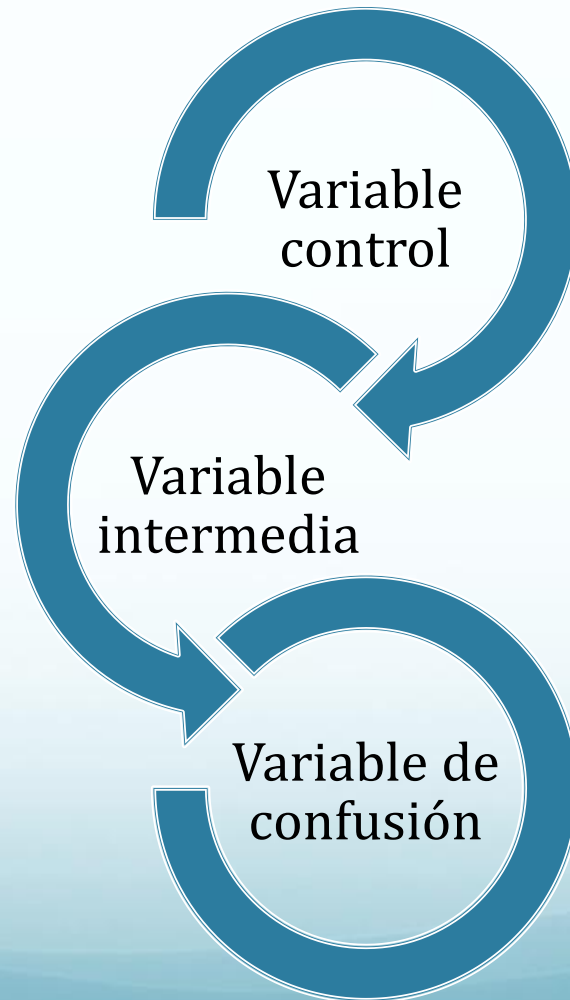 Variable
control
Variable
intermedia
Variable de
confusión